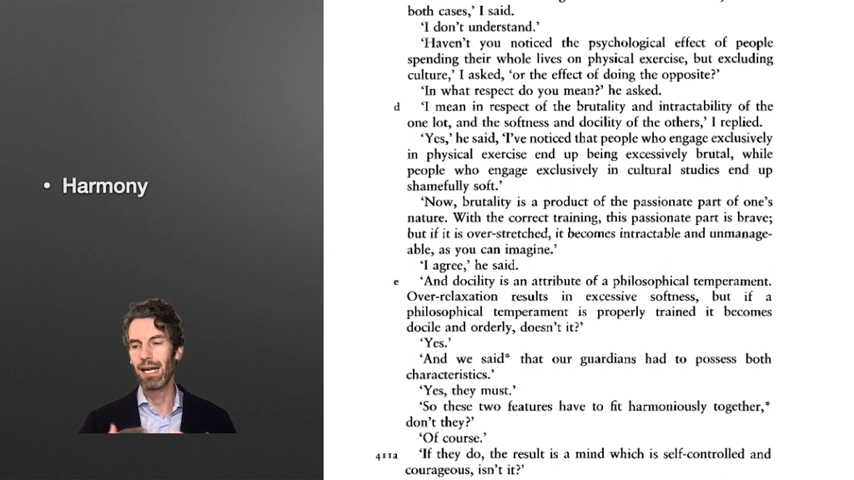 • Harmony
both cases,' I said.
'I don't understand.'
'Haven't you noticed the psychological effect of people
spending their whole lives on physical exercise, but excluding
culture,' I asked, 'or the effect of doing the opposite?'
'In what respect do you mean?' he asked.
d 'I mean in respect of the brutality and intractability of the
one lot, and the softness and docility of the others,' I replied.
'Yes,' he said, 'I've noticed that people who engage exclusively
in physical exercise end up being excessively brutal, while
people who engage exclusively in cultural studies end up
shamefully soft.'
'Now, brutality is a product of the passionate part of one's
nature. With the correct training, this passionate part is brave;
but if it is over-stretched, it becomes intractable and unmanage-
able, as you can imagine.'
'I agree,' he said.
e 'And docility is an attribute of a philosophical temperament.
Over-relaxation results in excessive softness, but if a
philosophical temperament is properly trained it becomes
docile and orderly, doesn't it?'
'Yes.'
'And we said* that our guardians had to possess both
characteristics.'
'Yes, they must.'
'So these two features have to fit harmoniously together,*
don't they?'
'Of course.'
411a 'If they do, the result is a mind which is self-controlled and
courageous, isn't it?'